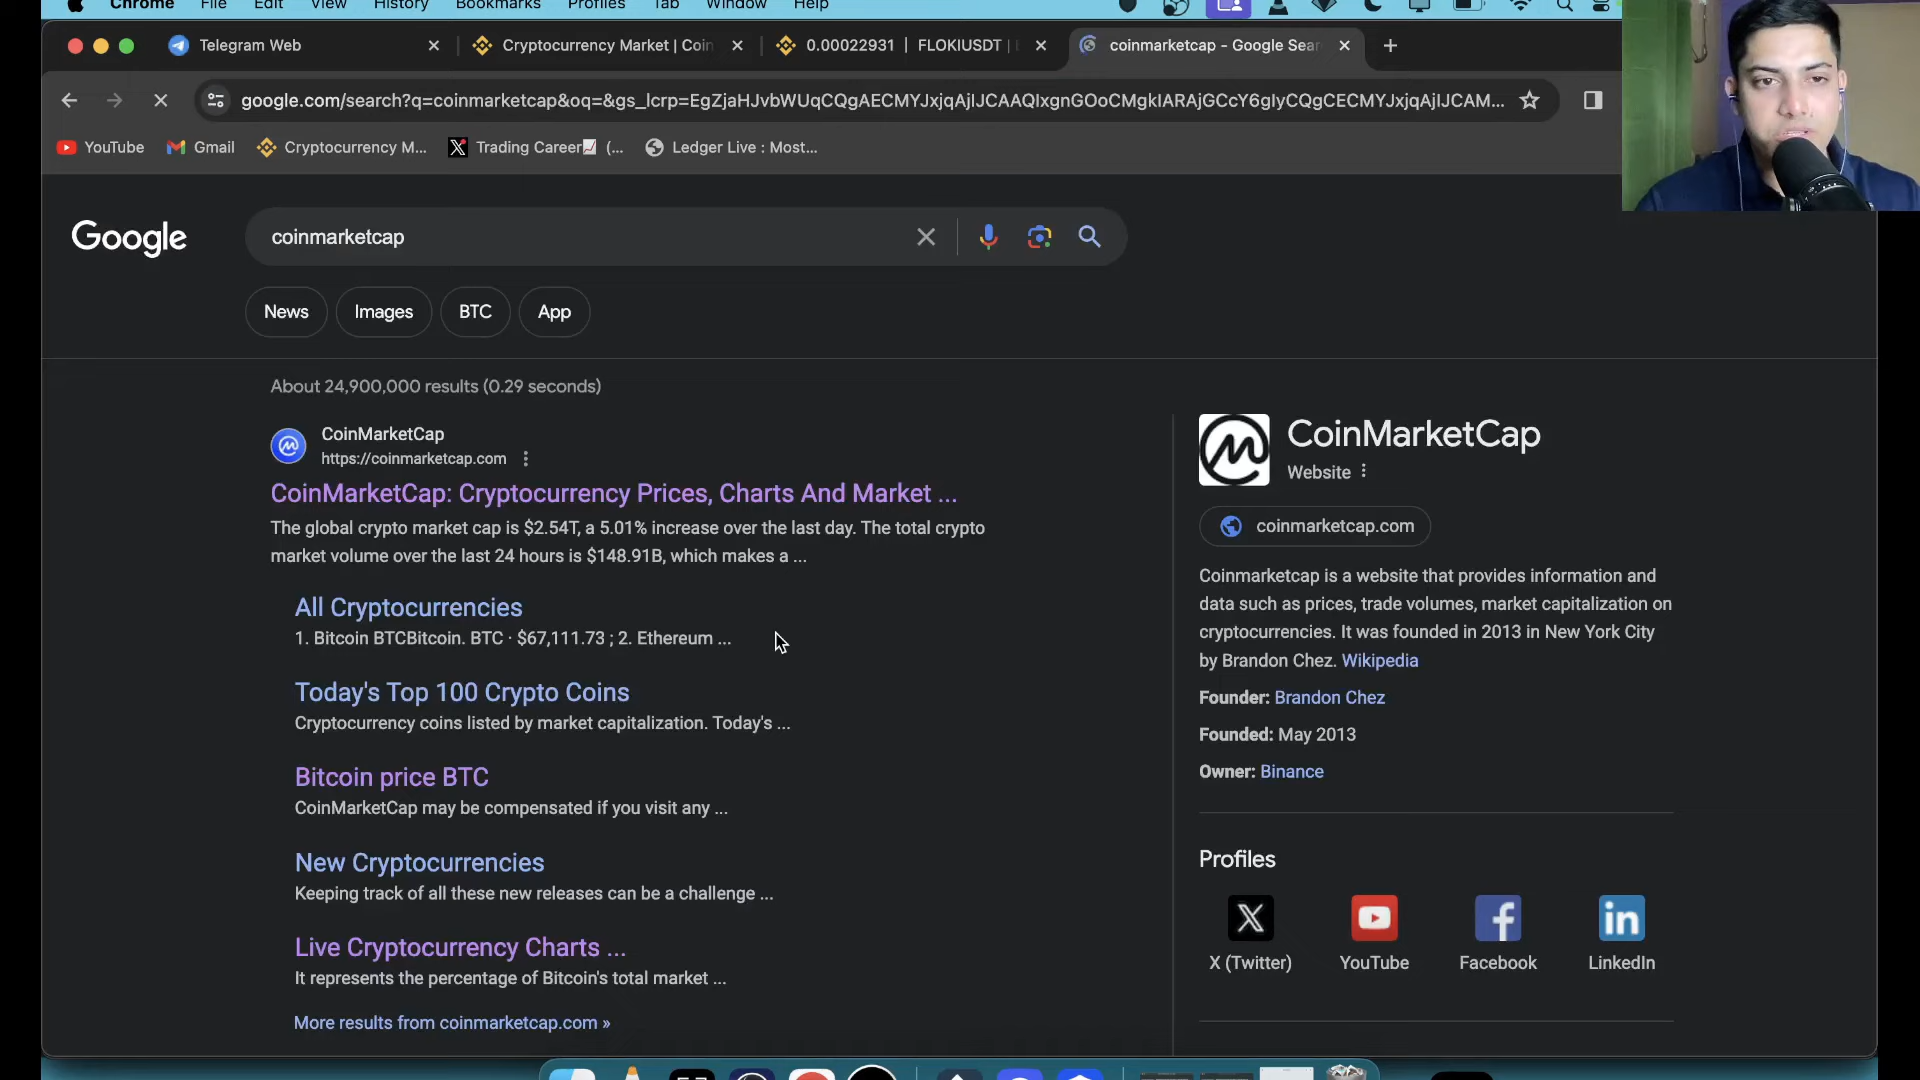 Chrome File Edit View History Bookmarks Profiles Tab Window Help
Telegram Web
Cryptocurrency Market | Coin
0.00022931 | FLOKIUSDT |
coinmarketcap - Google Sear
google.com/search?q=coinmarketcap&oq=&gs_lcrp=EgZjaHJvbWUqCQgAECMYJxjqAjIJCAAQIxgnGOoCMgkIARAjGCcY6gIyCQgCECMYJxjqAjIJCAM...
YouTube
Gmail
Cryptocurrency M...
Trading Career📈 (...
Ledger Live : Most...
Google
coinmarketcap
News
Images
BTC
App
About 24,900,000 results (0.29 seconds)
CoinMarketCap
https://coinmarketcap.com
CoinMarketCap: Cryptocurrency Prices, Charts And Market ...
The global crypto market cap is $2.54T, a 5.01% increase over the last day. The total crypto
market volume over the last 24 hours is $148.91B, which makes a ...
All Cryptocurrencies
1. Bitcoin BTCBitcoin. BTC · $67,111.73 ; 2. Ethereum ...
Today's Top 100 Crypto Coins
Cryptocurrency coins listed by market capitalization. Today's ...
Bitcoin price BTC
CoinMarketCap may be compensated if you visit any ...
New Cryptocurrencies
Keeping track of all these new releases can be a challenge ...
Live Cryptocurrency Charts ...
It represents the percentage of Bitcoin's total market ...
More results from coinmarketcap.com »
CoinMarketCap
Website
coinmarketcap.com
Coinmarketcap is a website that provides information and
data such as prices, trade volumes, market capitalization on
cryptocurrencies. It was founded in 2013 in New York City
by Brandon Chez. Wikipedia
Founder: Brandon Chez
Founded: May 2013
Owner: Binance
Profiles
X (Twitter)
YouTube
Facebook
LinkedIn